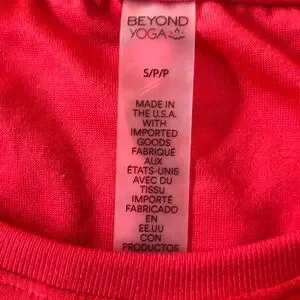 BEYOND
YOGA
S/P/P
MADE IN
THE U.S.A.
WITH
IMPORTED
GOODS
FABRIQUÉ
AUX
ÉTATS-UNIS
AVEC DU
TISSU
IMPORTÉ
FABRICADO
EN
EE.UU
CON
PRODUCTOS